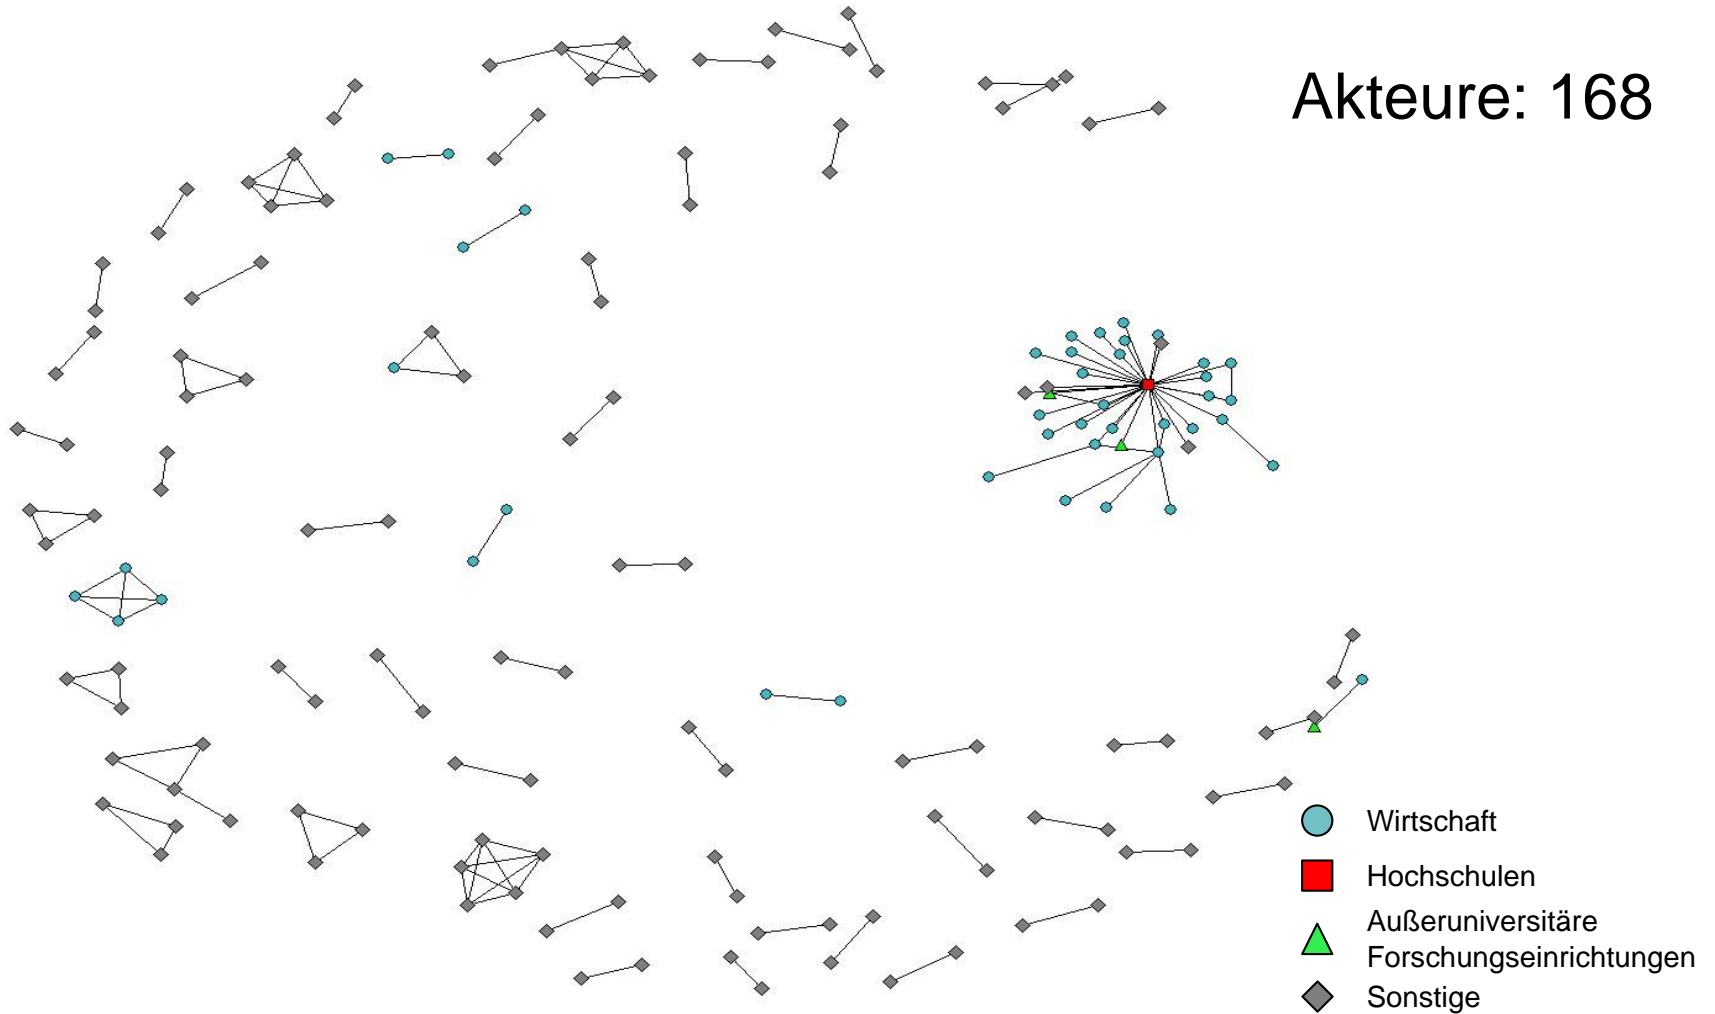 Akteure: 168
Wirtschaft
Hochschulen
Außeruniversitäre
Forschungseinrichtungen
Sonstige